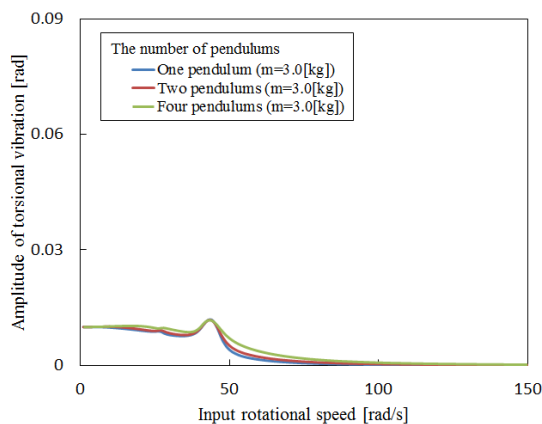 0.09
The number of pendulums
One pendulum (m=3.0[kg])
Two pendulums (m=3.0[kg])
Four pendulums (m=3.0[kg])
Amplitude of torsional vibration [rad]
0.06
0.03
0
0 50 100 150
Input rotational speed [rad/s]